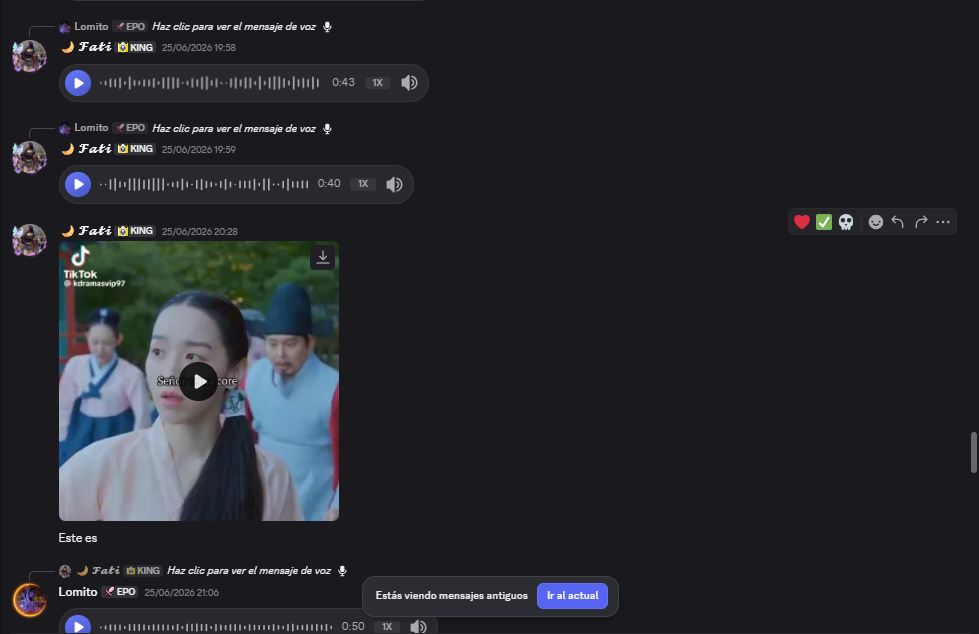 Lomito EPO Haz clic para ver el mensaje de voz
🌙 𝓕𝓪𝓽𝓲 KING 25/06/2026 19:58
0:43 1X
Lomito EPO Haz clic para ver el mensaje de voz
🌙 𝓕𝓪𝓽𝓲 KING 25/06/2026 19:59
0:40 1X
🌙 𝓕𝓪𝓽𝓲 KING 25/06/2026 20:28
TikTok
@ kdramasvip97
core
Este es
🌙 𝓕𝓪𝓽𝓲 KING Haz clic para ver el mensaje de voz
Lomito EPO 25/06/2026 21:06
Estás viendo mensajes antiguos Ir al actual
0:50 1X